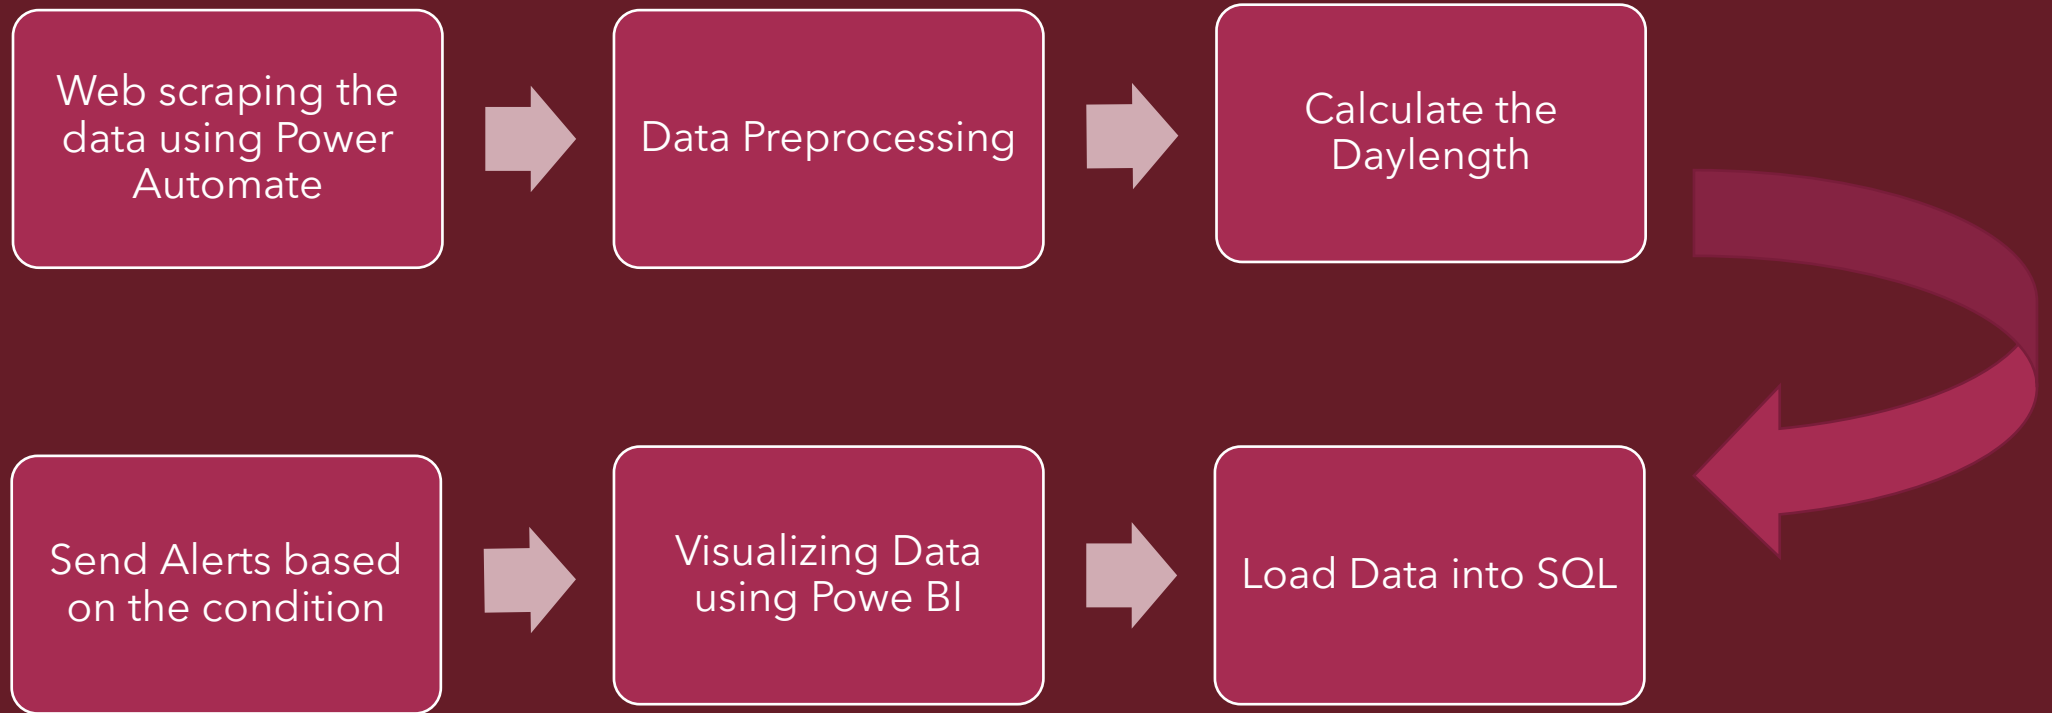 Web scraping the
data using Power
Automate
Data Preprocessing
Calculate the
Daylength
Send Alerts based
on the condition
Visualizing Data
using Powe BI
Load Data into SQL